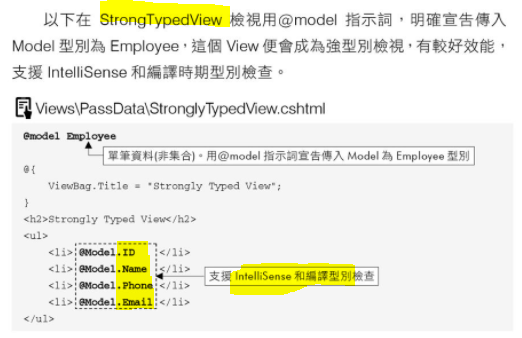 以下在 StrongTypedView 檢視用@model 指示詞，明確宣告傳入
Model 型別為 Employee，這個 View 便會成為強型別檢視，有較好效能，
支援 IntelliSense 和編譯時期型別檢查。
Views\PassData\StronglyTypedView.cshtml
@model Employee
單筆資料(非集合)。用@model 指示詞宣告傳入 Model 為 Employee 型別
@{
ViewBag.Title = "Strongly Typed View";
}
<h2>Strongly Typed View</h2>
<ul>
<li> @Model.ID </li>
<li> @Model.Name </li>
<li> @Model.Phone </li>
<li> @Model.Email </li>
支援 IntelliSense 和編譯型別檢查
</ul>